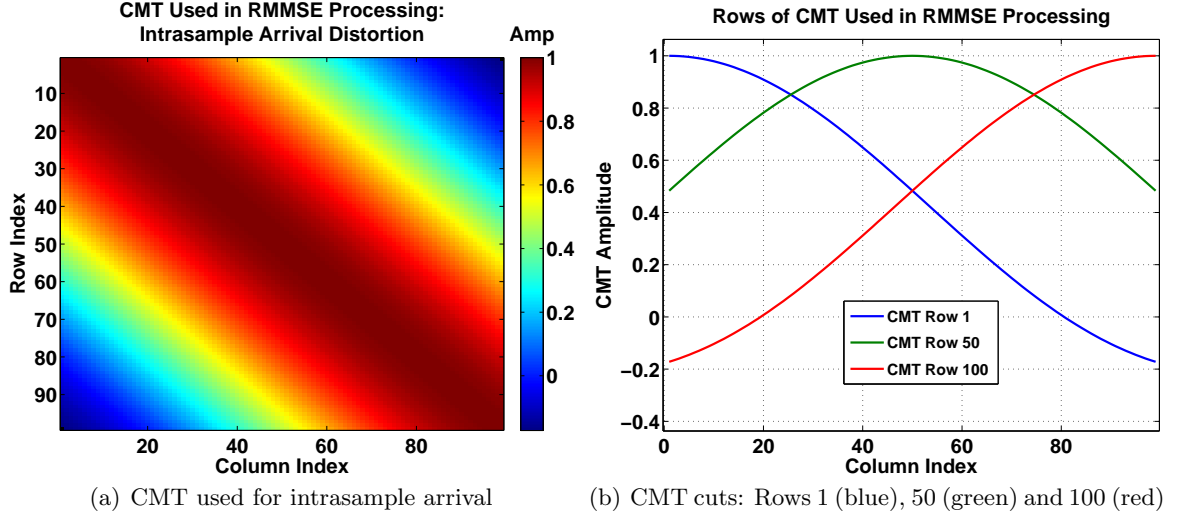 CMT Used in RMMSE Processing:
Intrasample Arrival Distortion
Amp
10
20
30
40
50
60
70
80
90
Row Index
20
40
60
80
Column Index
1
0.8
0.6
0.4
0.2
0
(a) CMT used for intrasample arrival
Rows of CMT Used in RMMSE Processing
1
0.8
0.6
0.4
0.2
0
−0.2
−0.4
CMT Amplitude
CMT Row 1
CMT Row 50
CMT Row 100
0
20
40
60
80
Column Index
(b) CMT cuts: Rows 1 (blue), 50 (green) and 100 (red)